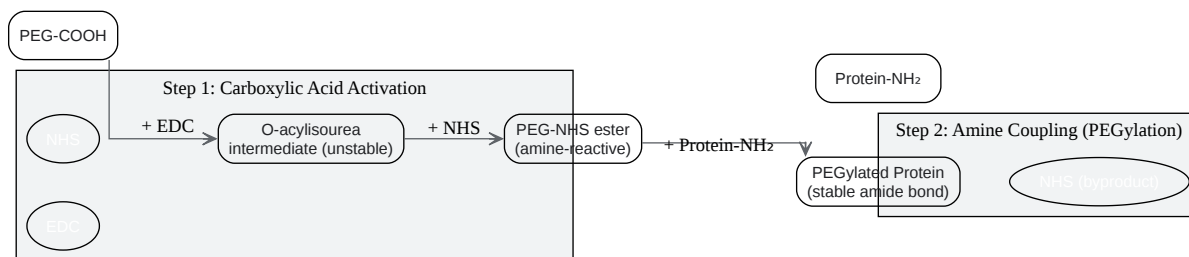 PEG-COOH
Step 1: Carboxylic Acid Activation
NHS
+ EDC
O-acylisourea
intermediate (unstable)
+ NHS
PEG-NHS ester
(amine-reactive)
EDC
+ Protein-NH₂
Protein-NH₂
Step 2: Amine Coupling (PEGylation)
PEGylated Protein
(stable amide bond)
NHS (byproduct)